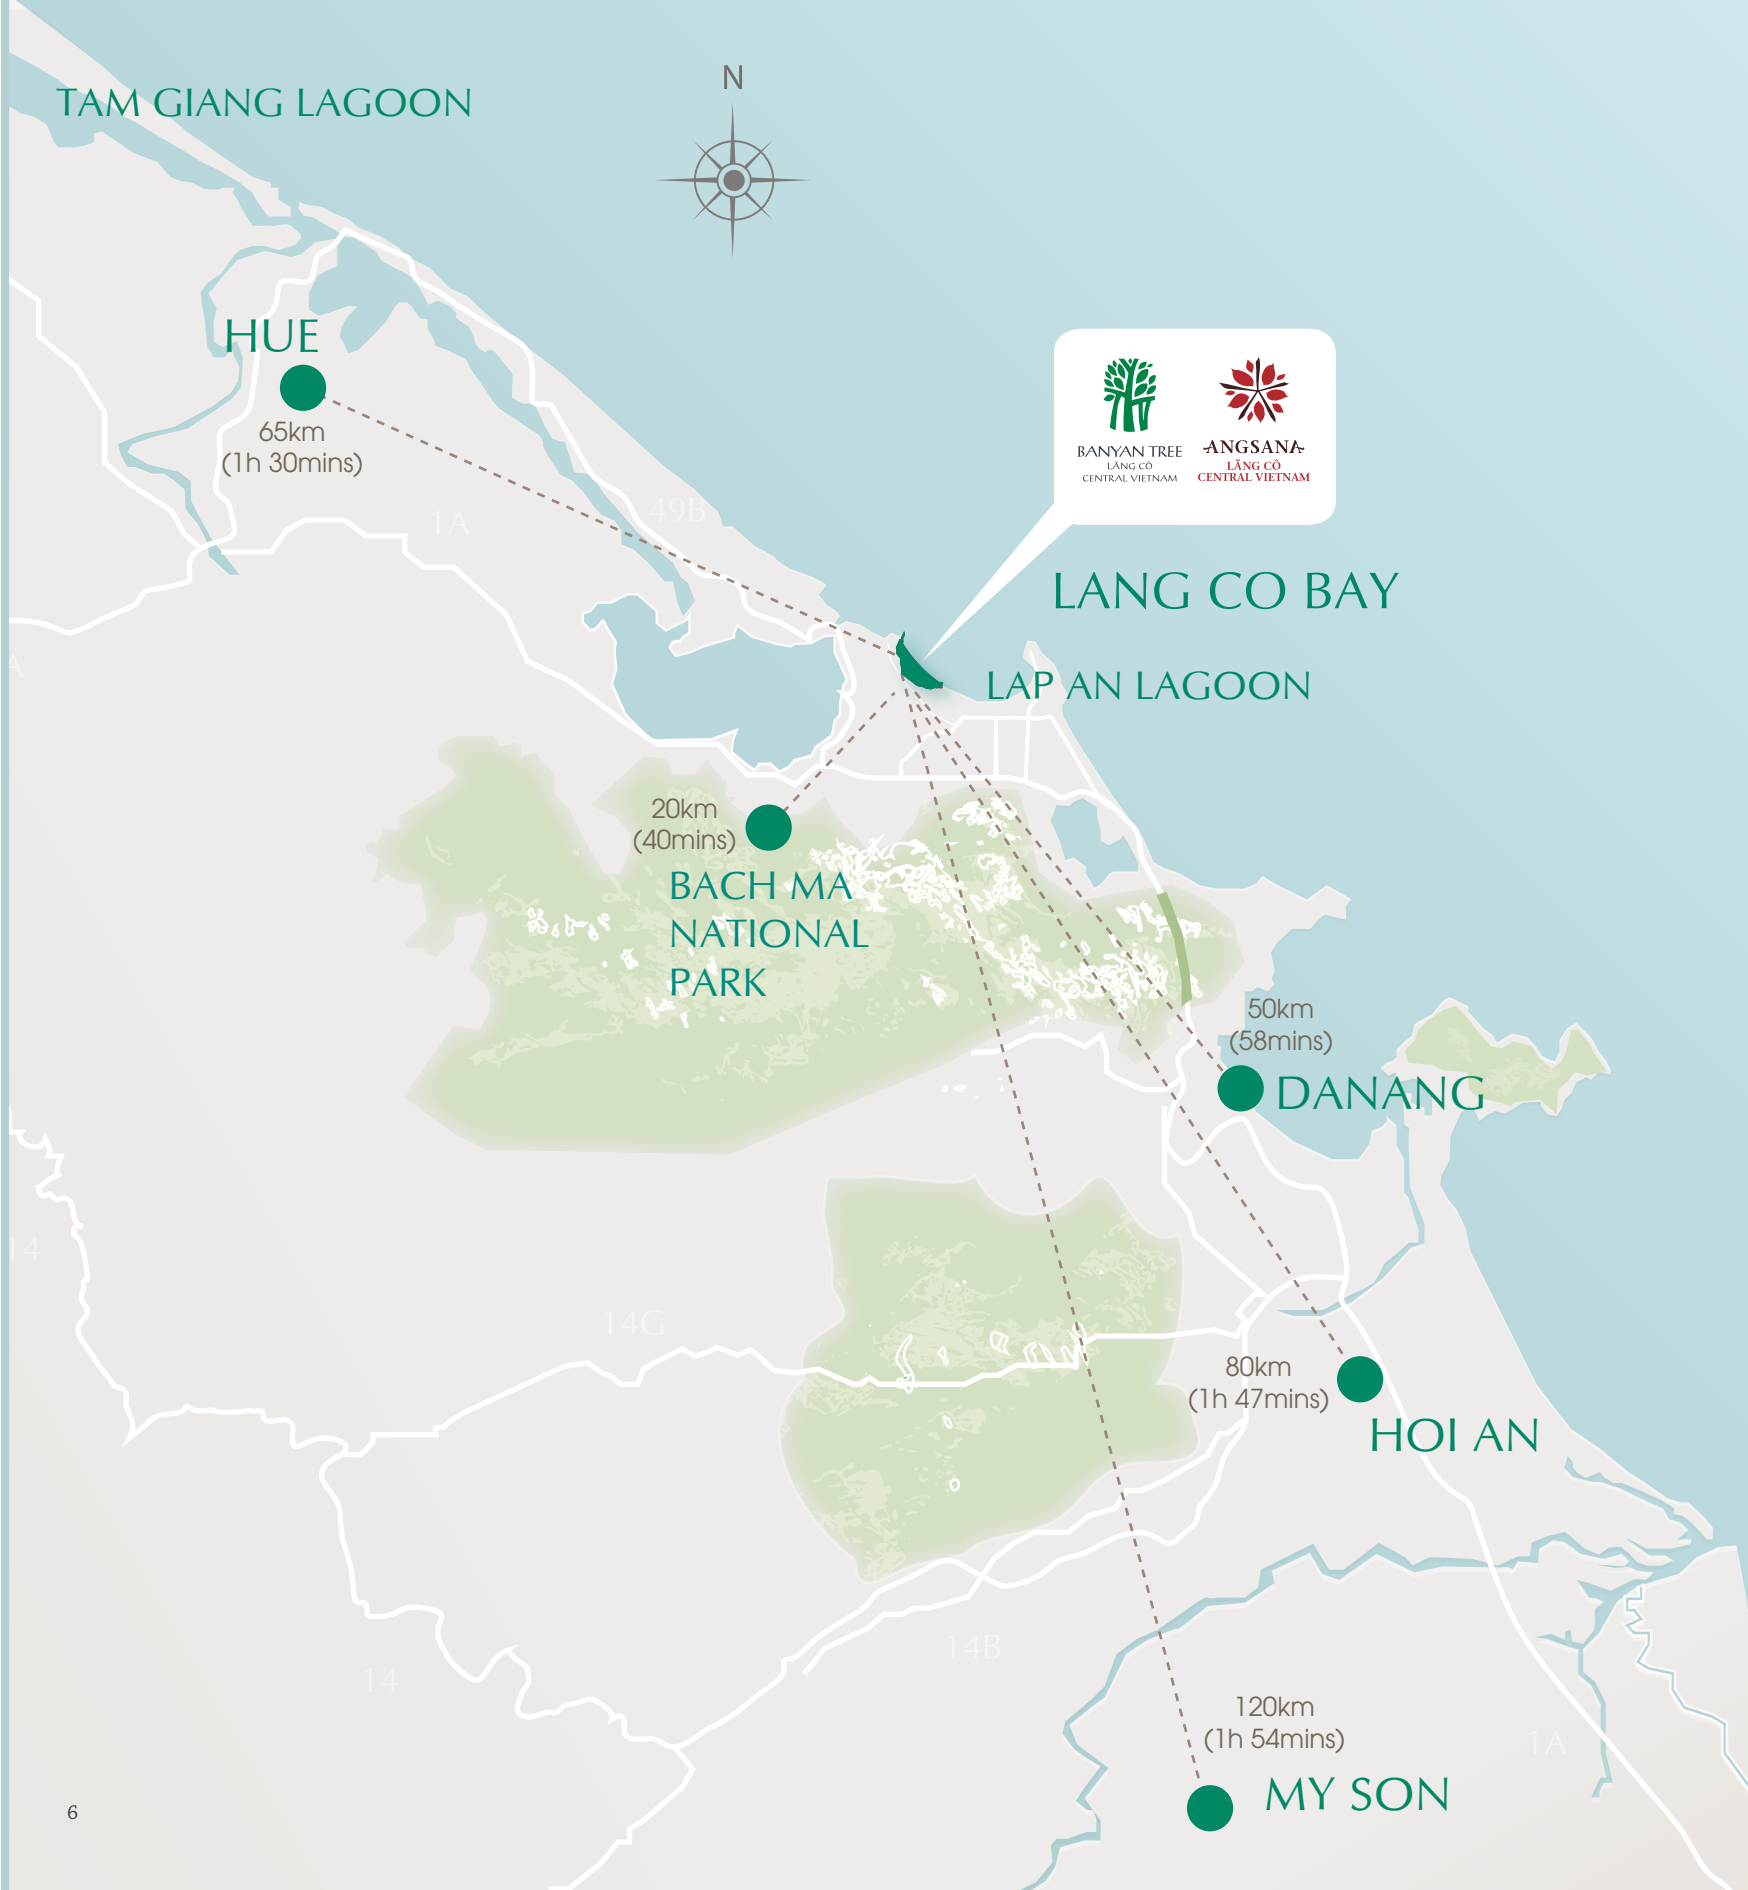 N
TAM GIANG LAGOON
HUE
65km
(1h 30mins)
BANYAN TREE
LĂNG CÔ
CENTRAL VIETNAM
ANGSANA
LĂNG CÔ
CENTRAL VIETNAM
1A
49B
LANG CO BAY
A
LAP AN LAGOON
20km
(40mins)
BACH MA
NATIONAL
PARK
50km
(58mins)
DANANG
14
14G
80km
(1h 47mins)
HOI AN
14B
14
120km
(1h 54mins)
1A
MY SON
6